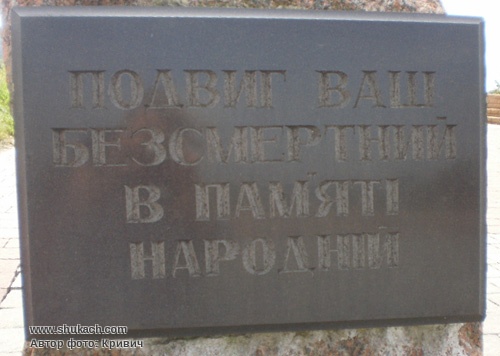 ПОДВИГ ВАШ
БЕЗСМЕРТНИЙ
В ПАМ'ЯТІ
НАРОДНІЙ
www.shukach.com
Автор фото: Кривич